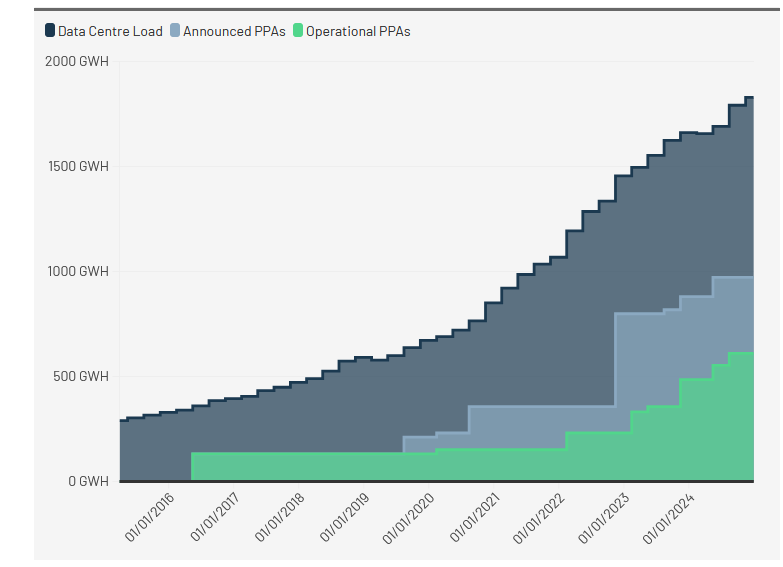 Data Centre Load Announced PPAs Operational PPAs
2000 GWH
1500 GWH
1000 GWH
500 GWH
0 GWH
01/01/2016 01/01/2017 01/01/2018 01/01/2019 01/01/2020 01/01/2021 01/01/2022 01/01/2023 01/01/2024